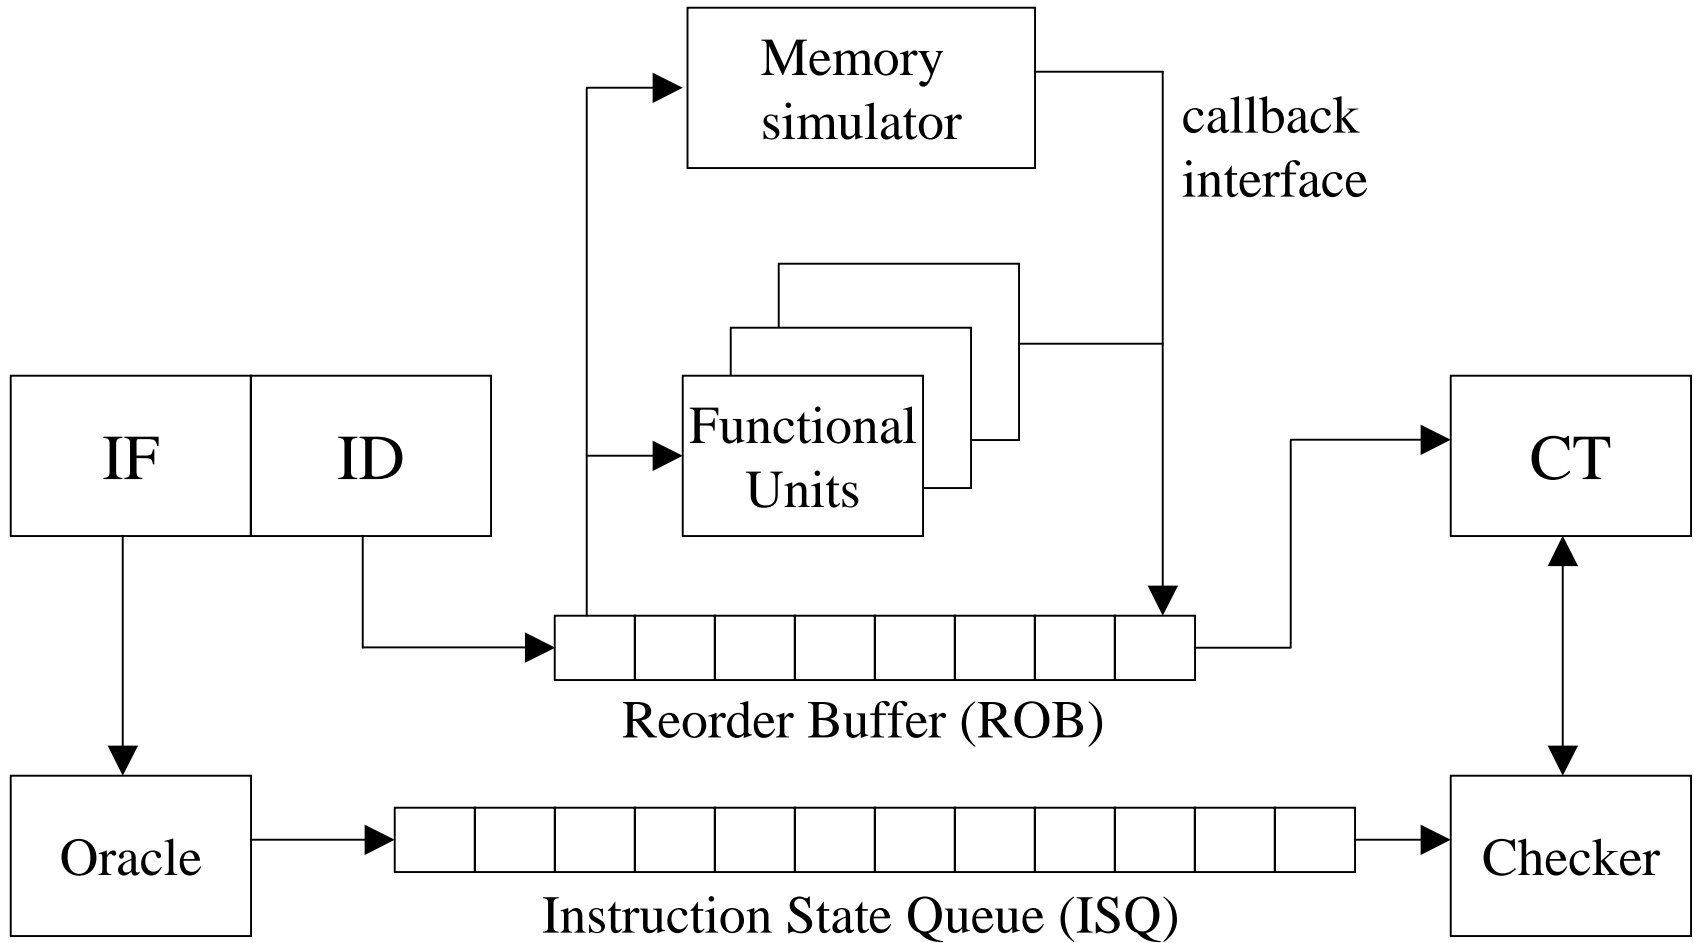 Memory
simulator
callback
interface
Functional
Units
IF
ID
CT
Reorder Buffer (ROB)
Oracle
Checker
Instruction State Queue (ISQ)